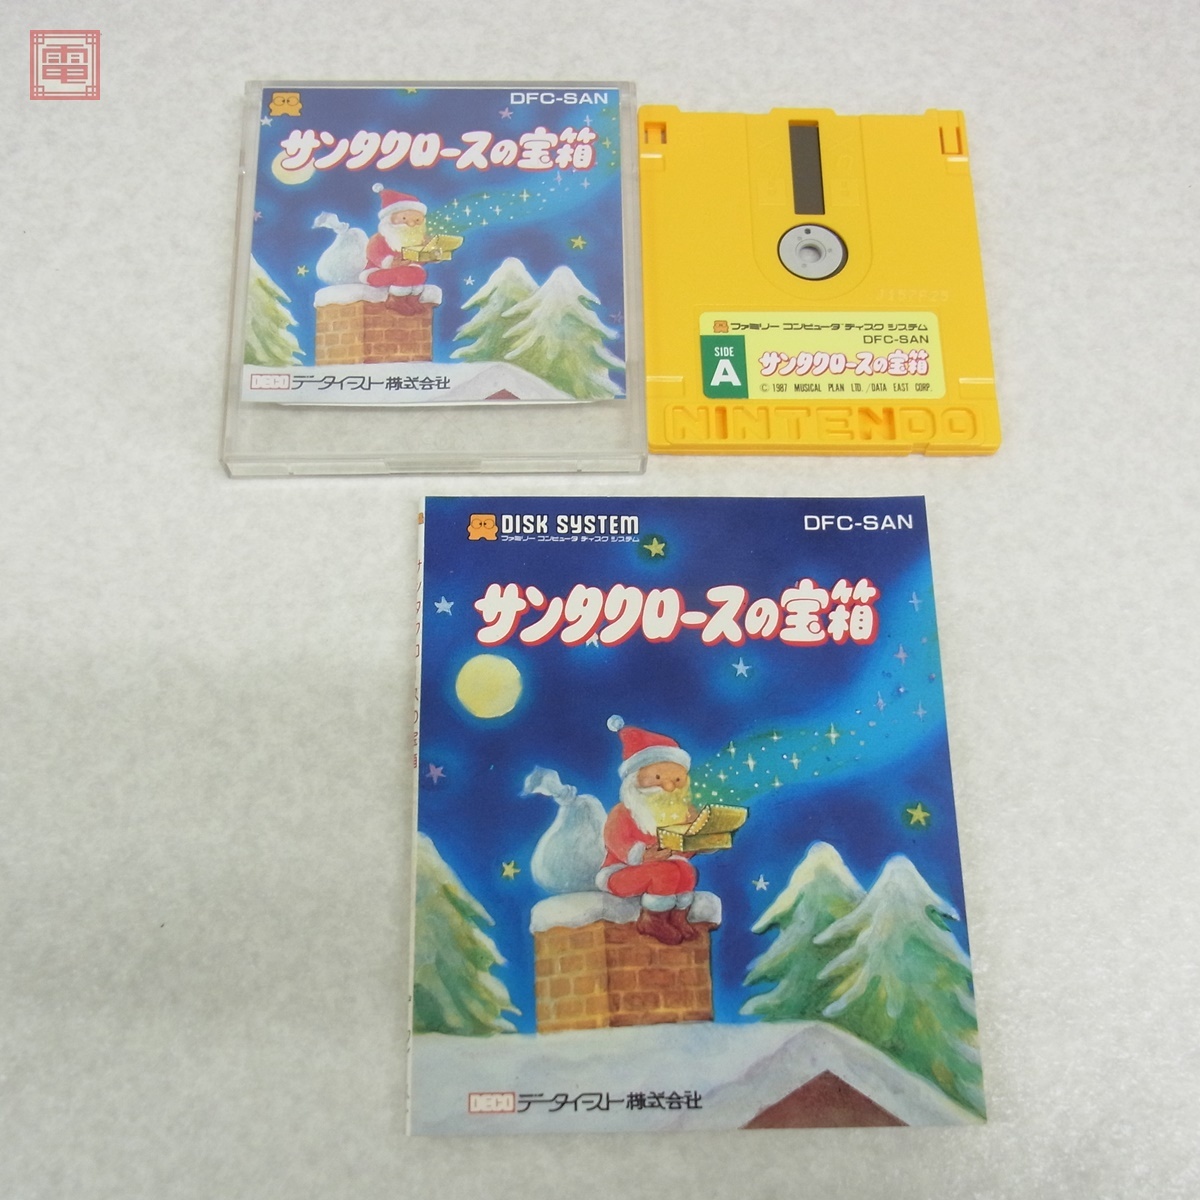 電
DFC-SAN
サンタクロースの宝箱
DECO データイースト株式会社
ファミリー コンピュータ ディスク システム
DFC-SAN
SIDE
A
サンタクロースの宝箱
© 1987 MUSICAL PLAN LTD. / DATA EAST CORP.
NINTENDO
DISK SYSTEM
ファミリー コンピュータ ディスク システム
DFC-SAN
サンタクロースの宝箱
DECO データイースト株式会社